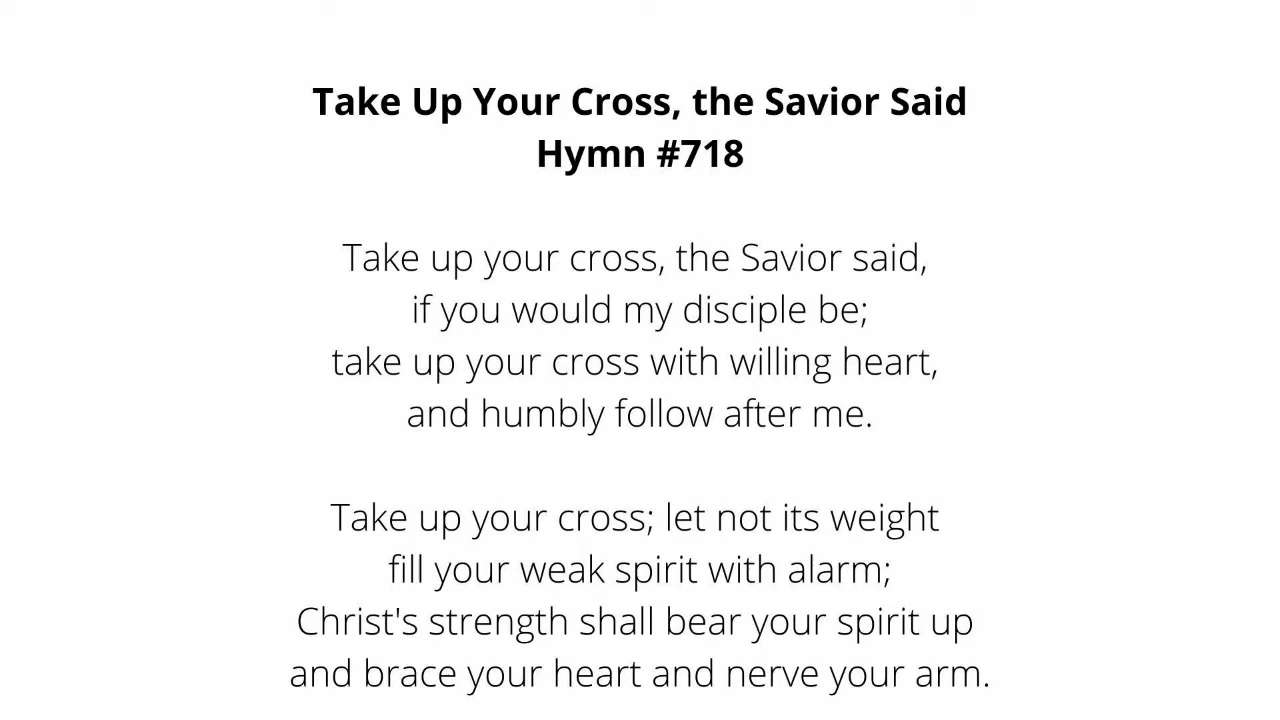 Take Up Your Cross, the Savior Said
Hymn #718
Take up your cross, the Savior said,
if you would my disciple be;
take up your cross with willing heart,
and humbly follow after me.
Take up your cross; let not its weight
fill your weak spirit with alarm;
Christ's strength shall bear your spirit up
and brace your heart and nerve your arm.